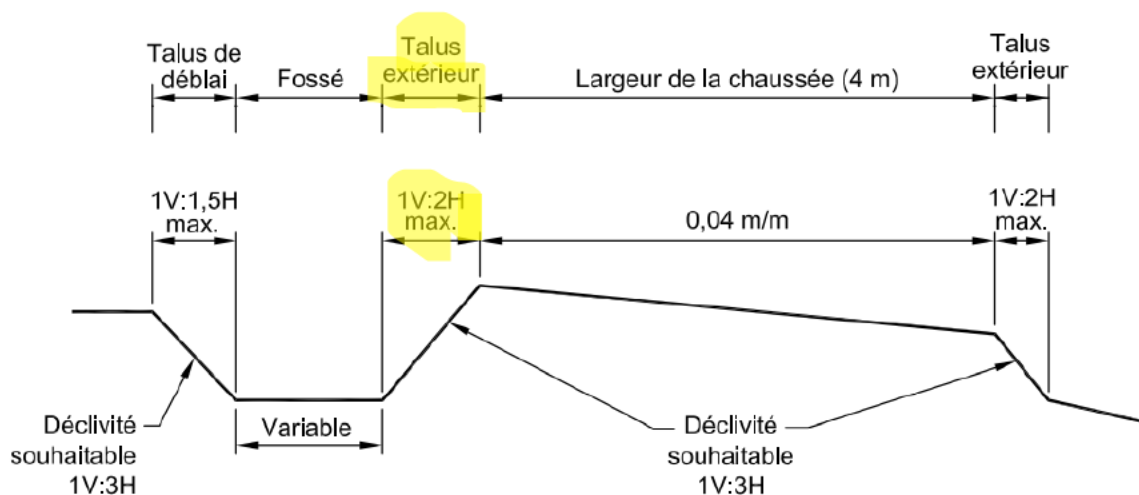 Talus de
déblai
Fossé
Talus
extérieur
Largeur de la chaussée (4 m)
Talus
extérieur
1V:1,5H
max.
1V:2H
max.
0,04 m/m
1V:2H
max.
Déclivité
souhaitable
1V:3H
Variable
Déclivité
souhaitable
1V:3H